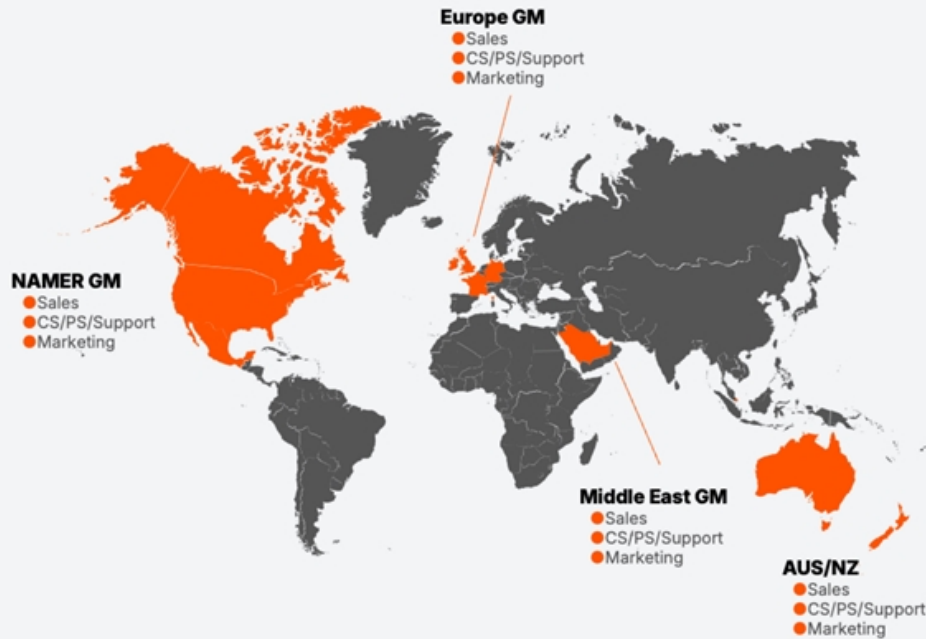 Europe GM
Sales
CS/PS/Support
Marketing
NAMER GM
Sales
CS/PS/Support
Marketing
Middle East GM
Sales
CS/PS/Support
Marketing
AUS/NZ
Sales
CS/PS/Support
Marketing